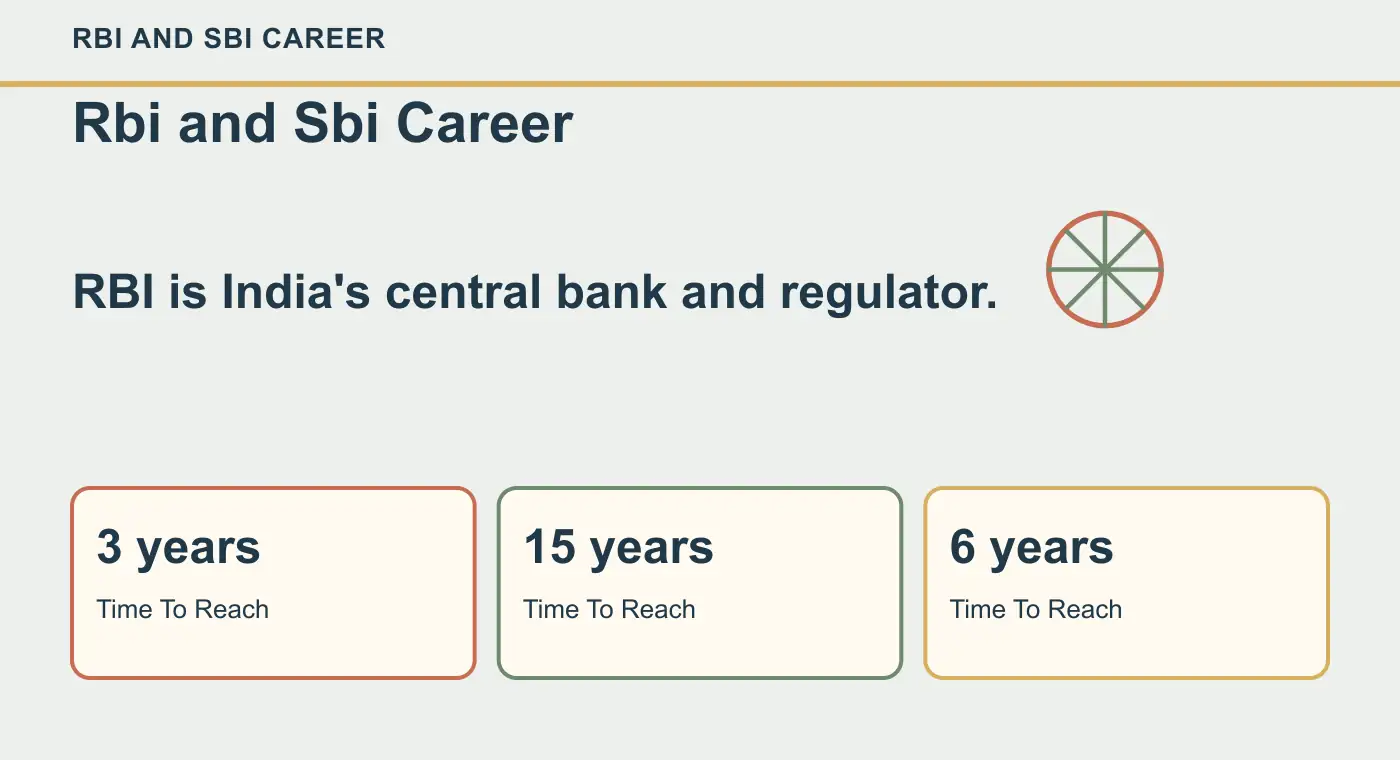 RBI AND SBI CAREER
Rbi and Sbi Career
RBI is India's central bank and regulator.
3 years
Time To Reach
15 years
Time To Reach
6 years
Time To Reach